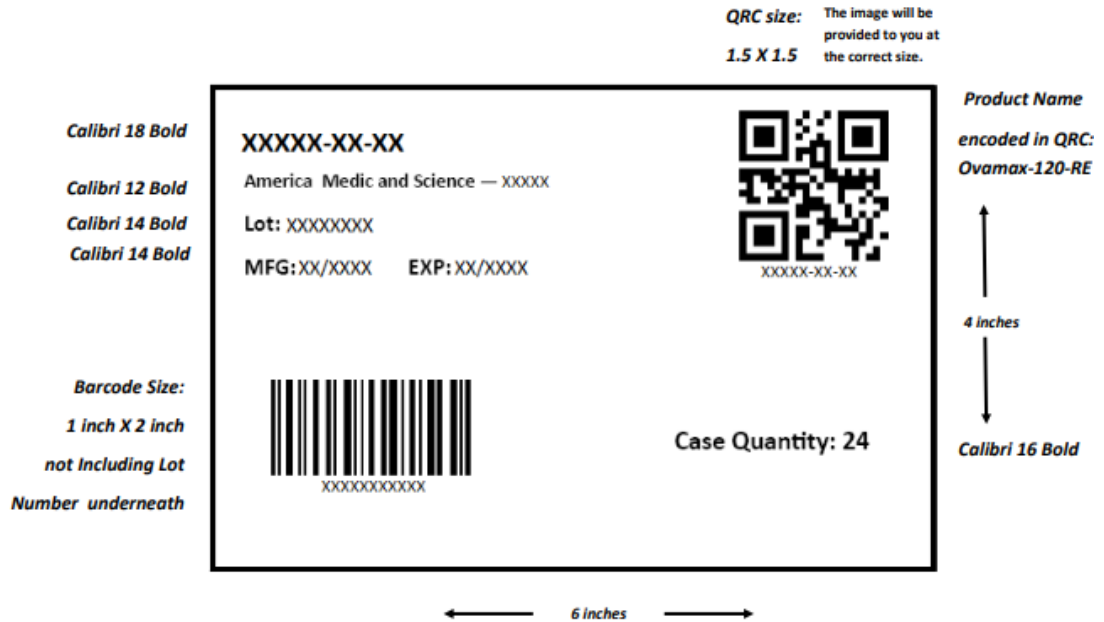 QRC size:
1.5 X 1.5
The image will be
provided to you at
the correct size.
Calibri 18 Bold
Calibri 12 Bold
Calibri 14 Bold
Calibri 14 Bold
XXXXX-XX-XX
America Medic and Science — XXXXX
Lot: XXXXXXXX
MFG: XX/XXXX EXP: XX/XXXX
XXXXX-XX-XX
Product Name
encoded in QRC:
Ovamax-120-RE
4 inches
Barcode Size:
1 inch X 2 inch
not Including Lot
Number underneath
XXXXXXXXXXX
Case Quantity: 24
Calibri 16 Bold
6 inches